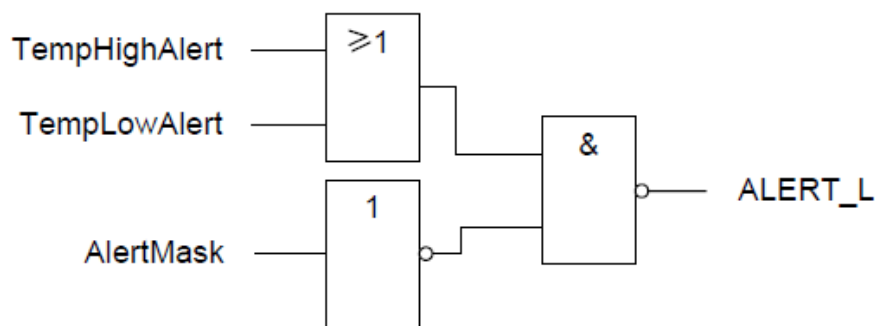 TempHighAlert
≥1
TempLowAlert
&
ALERT_L
1
AlertMask